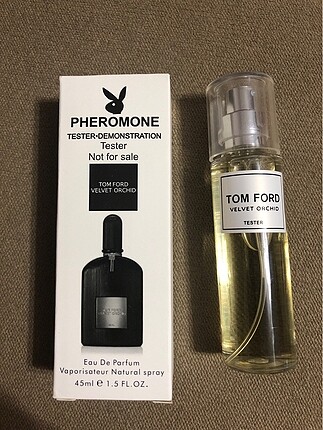 PHEROMONE
TESTER-DEMONSTRATION
Tester
Not for sale
TOM FORD
VELVET ORCHID
Eau De Parfum
Vaporisateur Natural spray
45ml e 1.5 FL.OZ.
TOM FORD
VELVET ORCHID
TESTER